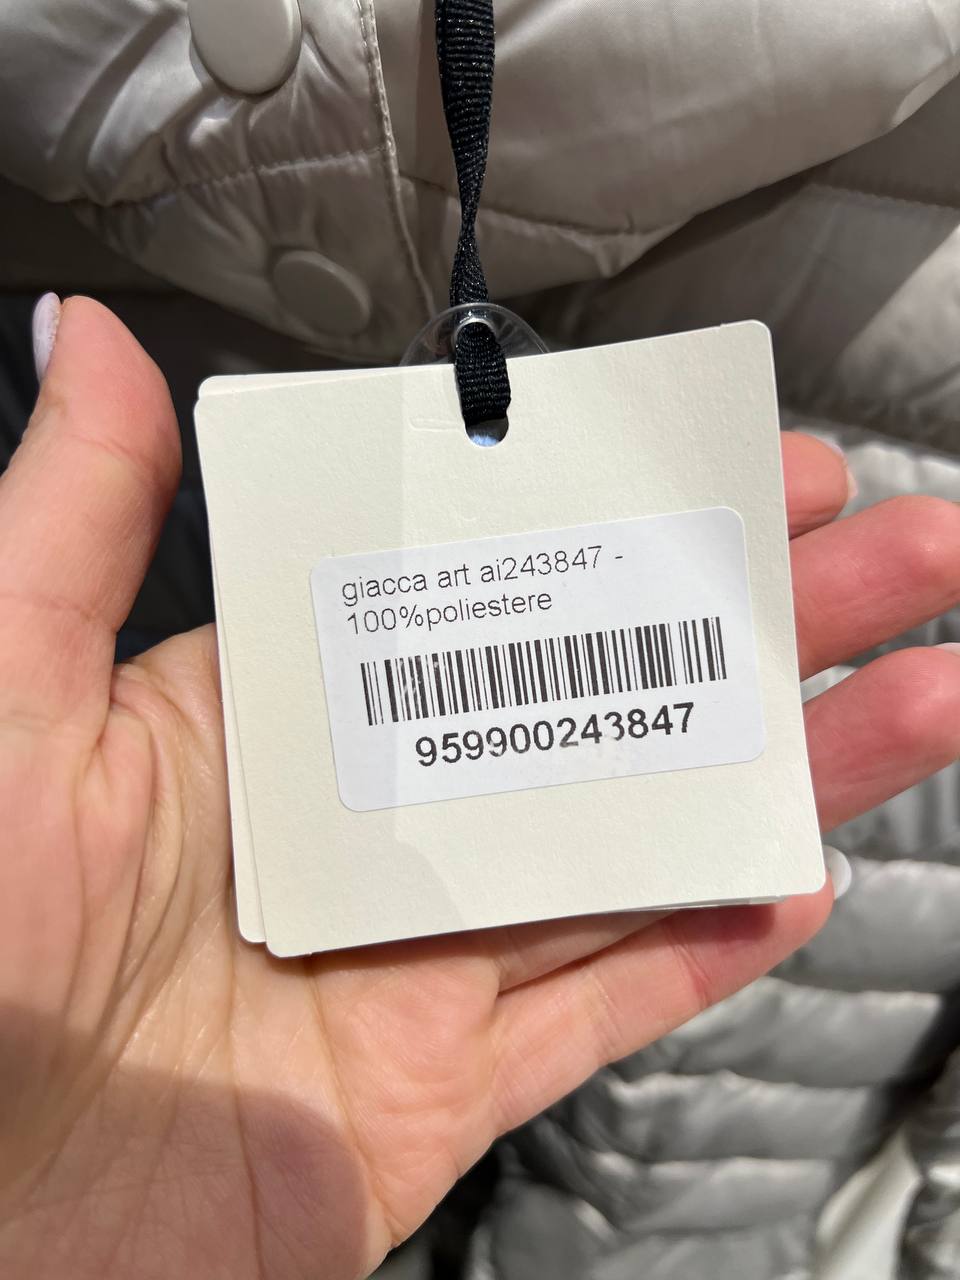 giacca art ai243847 -
100%poliestere
959900243847